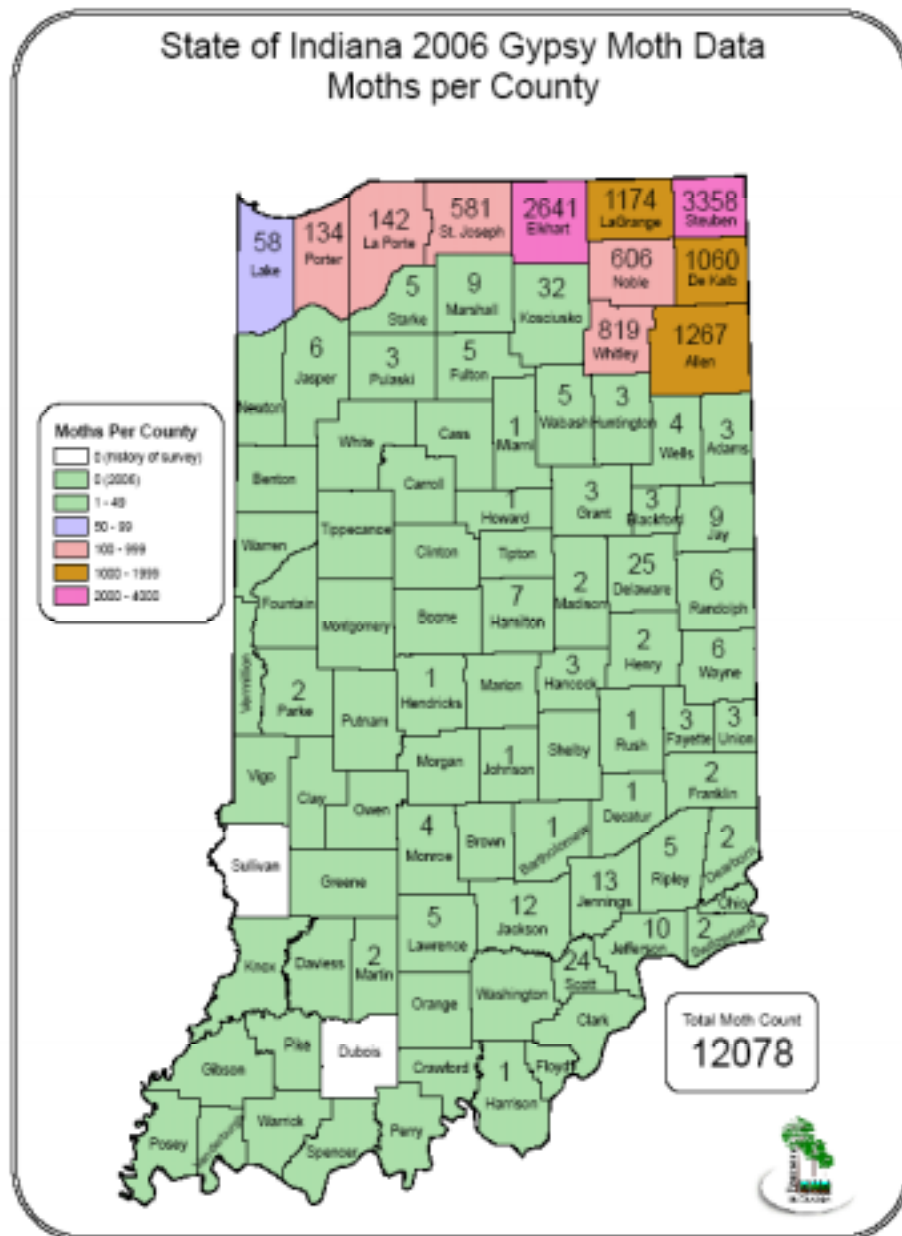 State of Indiana 2006 Gypsy Moth Data
Moths per County
58
Lake
134
Porter
142
La Porte
581
St. Joseph
2641
Elkhart
1174
LaGrange
3358
Steuben
606
Noble
1060
De Kalb
5
Starke
9
Marshall
32
Kosciusko
819
Whitley
1267
Allen
6
Jasper
3
Pulaski
5
Fulton
Newton
White
Cass
1
Miami
5
Wabash
3
Huntington
4
Wells
3
Adams
Moths Per County
0 (history of survey)
0 (2006)
1 - 49
50 - 99
100 - 999
1000 - 1999
2000 - 4000
Benton
Carroll
Tippecanoe
1
Howard
3
Grant
3
Blackford
9
Jay
Warren
Clinton
Tipton
2
Madison
25
Delaware
6
Randolph
Fountain
Montgomery
Boone
7
Hamilton
2
Henry
6
Wayne
Vermillion
2
Parke
Putnam
1
Hendricks
Marion
3
Hancock
1
Rush
3
Fayette
3
Union
Vigo
Clay
Owen
Morgan
1
Johnson
Shelby
1
Decatur
2
Franklin
Sullivan
Greene
4
Monroe
Brown
1
Bartholomew
13
Jennings
5
Ripley
2
Dearborn
Ohio
Knox
Daviess
2
Martin
5
Lawrence
12
Jackson
10
Jefferson
2
Switzerland
Orange
Washington
24
Scott
Clark
Gibson
Pike
Dubois
Crawford
1
Harrison
Floyd
Posey
Vanderburgh
Warrick
Spencer
Perry
Total Moth Count
12078